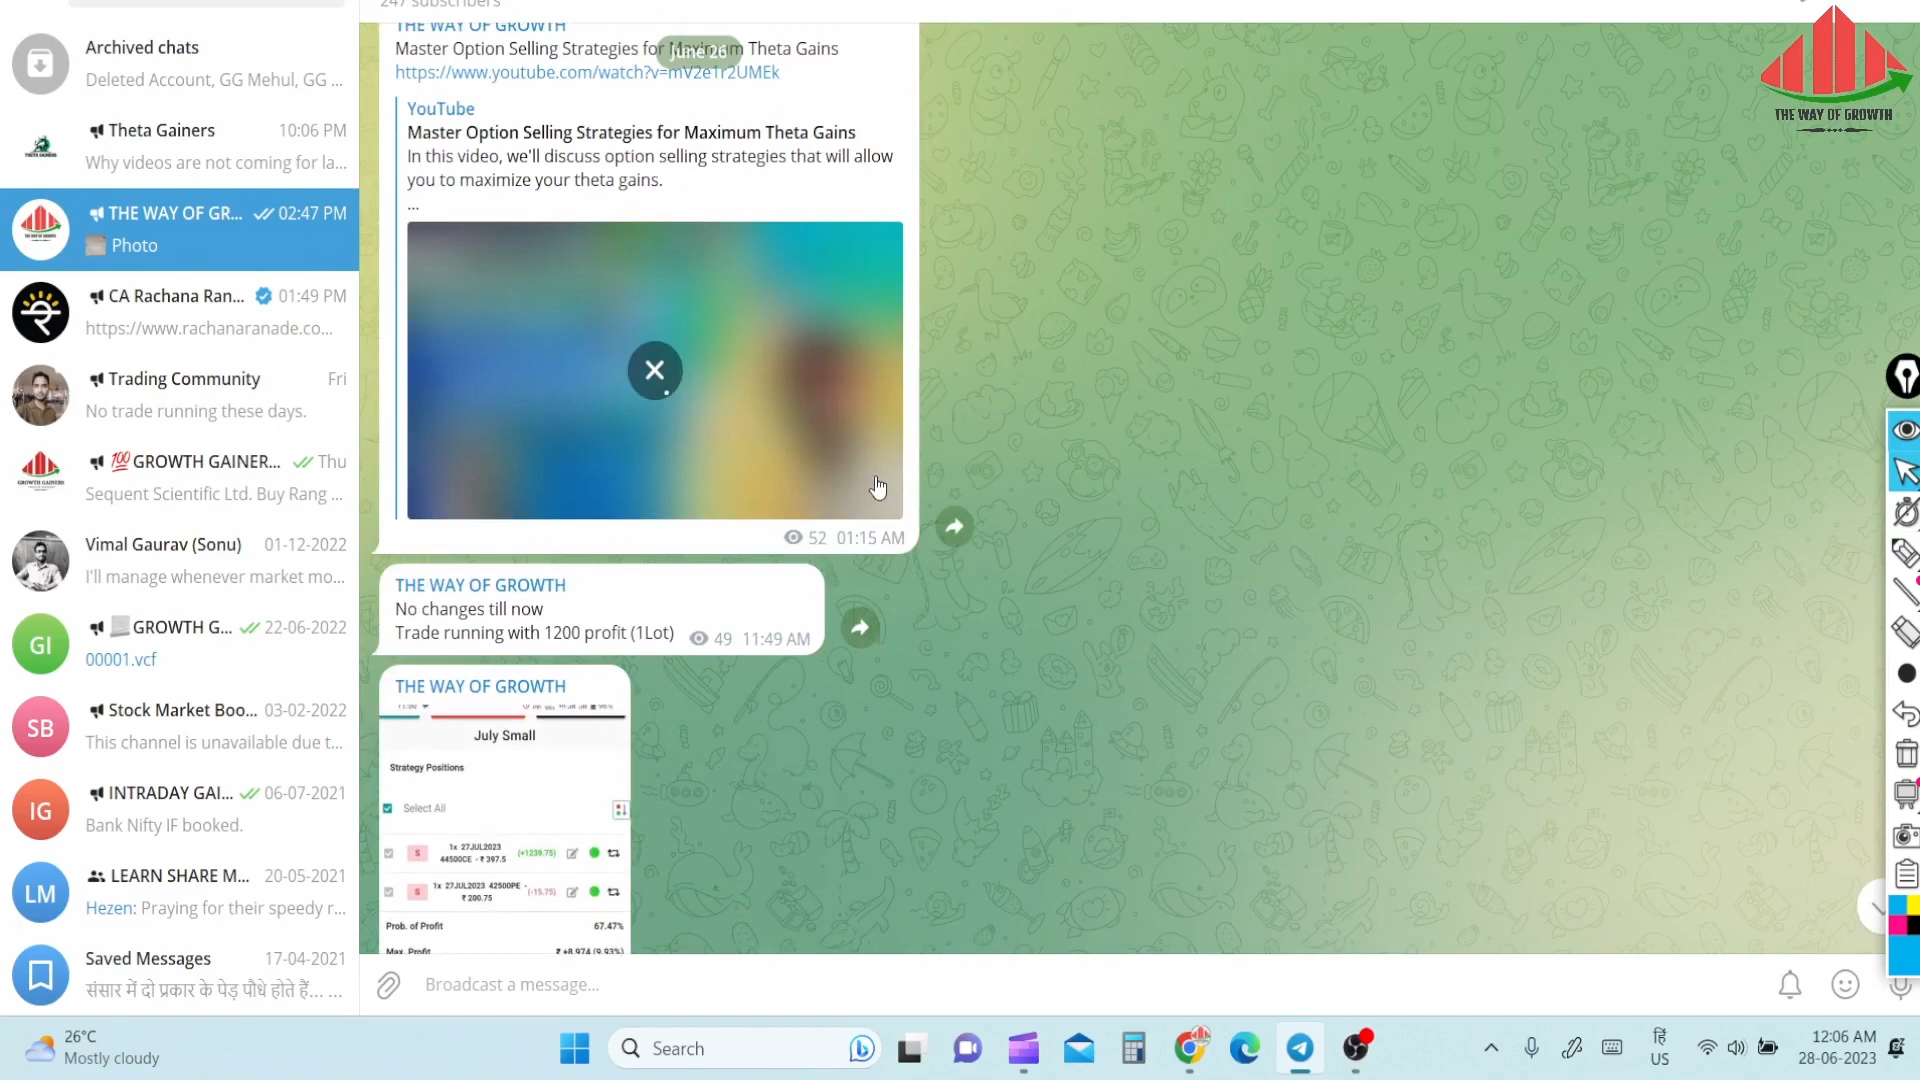 247 subscribers
Archived chats
Deleted Account, GG Mehul, GG ...
Theta Gainers
10:06 PM
Why videos are not coming for la...
THE WAY OF GR...
02:47 PM
Photo
CA Rachana Ran...
01:49 PM
https://www.rachanaranade.co...
Trading Community
Fri
No trade running these days.
💯 GROWTH GAINER...
Thu
Sequent Scientific Ltd. Buy Rang ...
Vimal Gaurav (Sonu)
01-12-2022
I'll manage whenever market mo...
GI
GROWTH G...
22-06-2022
00001.vcf
SB
Stock Market Boo...
03-02-2022
This channel is unavailable due t...
IG
INTRADAY GAI...
06-07-2021
Bank Nifty IF booked.
LM
LEARN SHARE M...
20-05-2021
Hezen: Praying for their speedy r...
Saved Messages
17-04-2021
संसार में दो प्रकार के पेड़ पौधे होते हैं... ...
THE WAY OF GROWTH
Master Option Selling Strategies for Maximum Theta Gains
June 26
https://www.youtube.com/watch?v=mV2e1r2UMEk
YouTube
Master Option Selling Strategies for Maximum Theta Gains
In this video, we'll discuss option selling strategies that will allow
you to maximize your theta gains.
...
52 01:15 AM
THE WAY OF GROWTH
No changes till now
Trade running with 1200 profit (1Lot)
49 11:49 AM
THE WAY OF GROWTH
July Small
Strategy Positions
Select All
S
1x 27JUL2023
44500CE - ₹ 397.5
(+1239.75)
S
1x 27JUL2023 42500PE -
₹ 200.75
(-15.75)
Prob. of Profit
67.47%
Max. Profit
₹ +8,974 (9.93%)
Broadcast a message...
THE WAY OF GROWTH
26°C
Mostly cloudy
Search
हिं
US
12:06 AM
28-06-2023